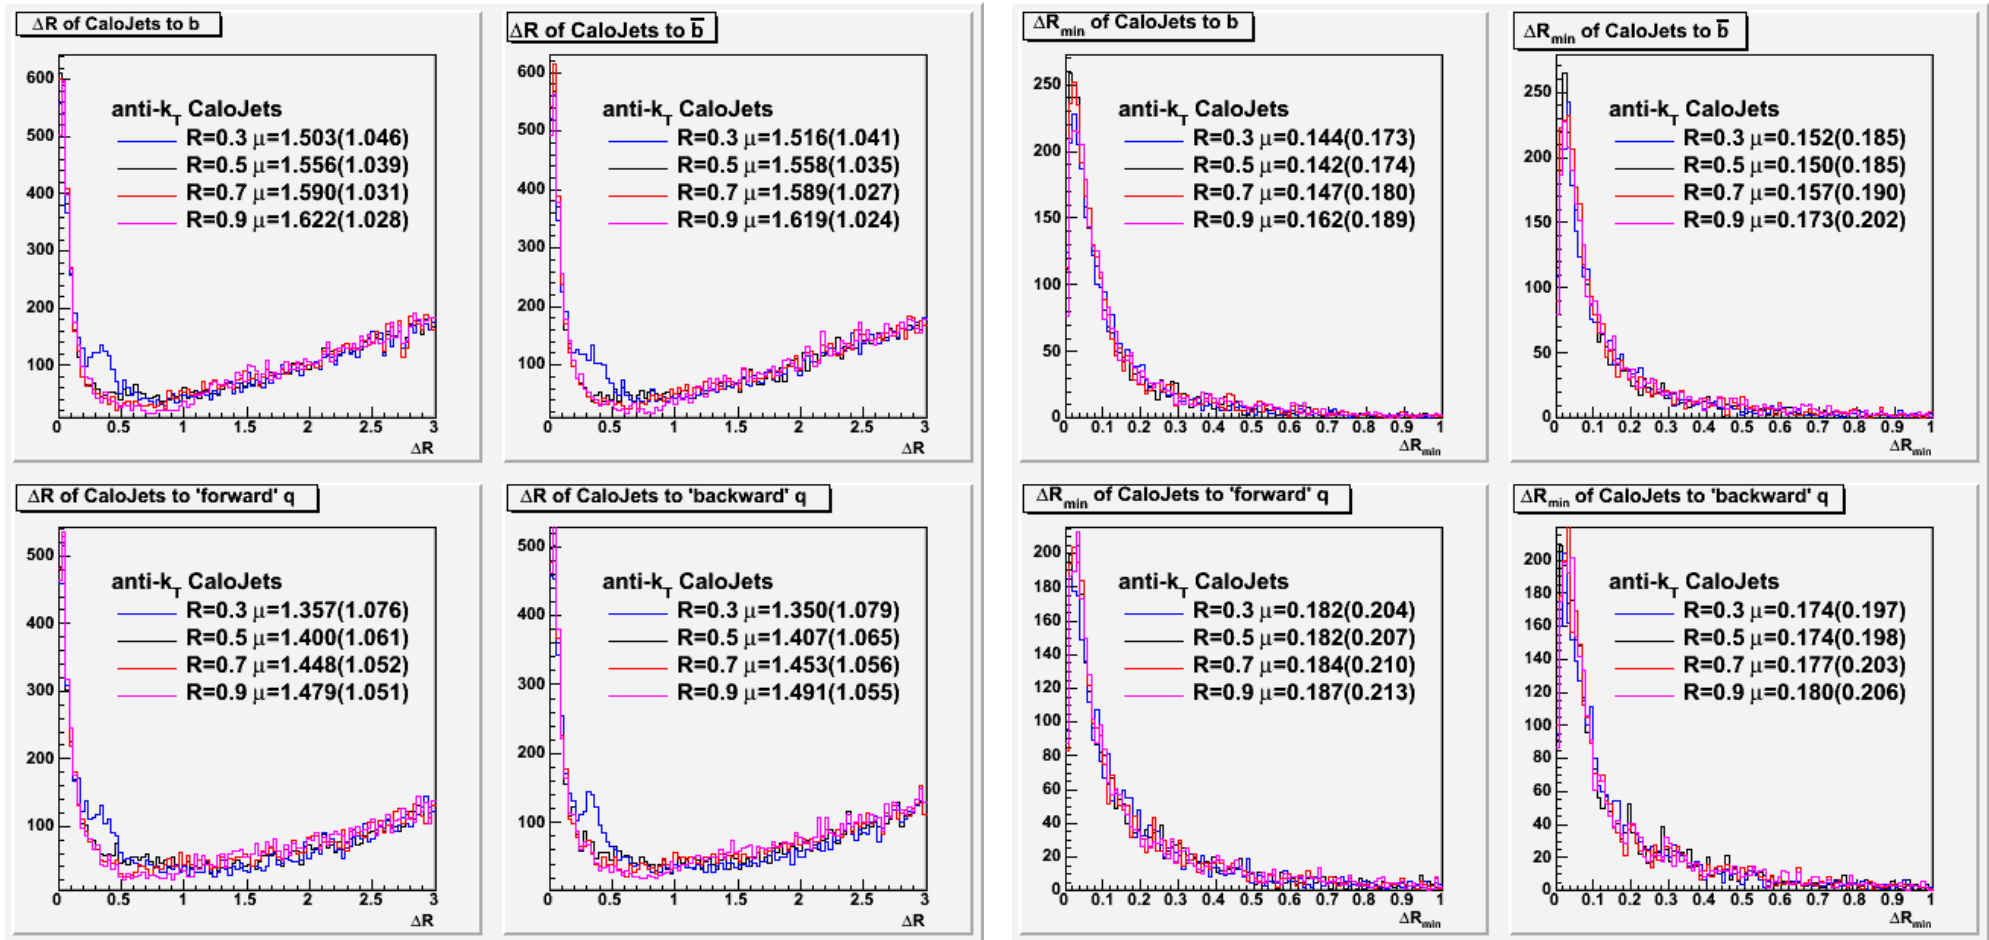 ΔR of CaloJets to b
anti-k_T CaloJets
R=0.3 μ=1.503(1.046)
R=0.5 μ=1.556(1.039)
R=0.7 μ=1.590(1.031)
R=0.9 μ=1.622(1.028)
600
500
400
300
200
100
0 0.5 1 1.5 2 2.5 3
ΔR
ΔR of CaloJets to b̅
anti-k_T CaloJets
R=0.3 μ=1.516(1.041)
R=0.5 μ=1.558(1.035)
R=0.7 μ=1.589(1.027)
R=0.9 μ=1.619(1.024)
600
500
400
300
200
100
0 0.5 1 1.5 2 2.5 3
ΔR
ΔR_min of CaloJets to b
anti-k_T CaloJets
R=0.3 μ=0.144(0.173)
R=0.5 μ=0.142(0.174)
R=0.7 μ=0.147(0.180)
R=0.9 μ=0.162(0.189)
250
200
150
100
50
0
0 0.1 0.2 0.3 0.4 0.5 0.6 0.7 0.8 0.9 1
ΔR_min
ΔR_min of CaloJets to b̅
anti-k_T CaloJets
R=0.3 μ=0.152(0.185)
R=0.5 μ=0.150(0.185)
R=0.7 μ=0.157(0.190)
R=0.9 μ=0.173(0.202)
250
200
150
100
50
0
0 0.1 0.2 0.3 0.4 0.5 0.6 0.7 0.8 0.9 1
ΔR_min
ΔR of CaloJets to 'forward' q
anti-k_T CaloJets
R=0.3 μ=1.357(1.076)
R=0.5 μ=1.400(1.061)
R=0.7 μ=1.448(1.052)
R=0.9 μ=1.479(1.051)
500
400
300
200
100
0 0.5 1 1.5 2 2.5 3
ΔR
ΔR of CaloJets to 'backward' q
anti-k_T CaloJets
R=0.3 μ=1.350(1.079)
R=0.5 μ=1.407(1.065)
R=0.7 μ=1.453(1.056)
R=0.9 μ=1.491(1.055)
500
400
300
200
100
0 0.5 1 1.5 2 2.5 3
ΔR
ΔR_min of CaloJets to 'forward' q
anti-k_T CaloJets
R=0.3 μ=0.182(0.204)
R=0.5 μ=0.182(0.207)
R=0.7 μ=0.184(0.210)
R=0.9 μ=0.187(0.213)
200
180
160
140
120
100
80
60
40
20
0
0 0.1 0.2 0.3 0.4 0.5 0.6 0.7 0.8 0.9 1
ΔR_min
ΔR_min of CaloJets to 'backward' q
anti-k_T CaloJets
R=0.3 μ=0.174(0.197)
R=0.5 μ=0.174(0.198)
R=0.7 μ=0.177(0.203)
R=0.9 μ=0.180(0.206)
200
180
160
140
120
100
80
60
40
20
0
0 0.1 0.2 0.3 0.4 0.5 0.6 0.7 0.8 0.9 1
ΔR_min